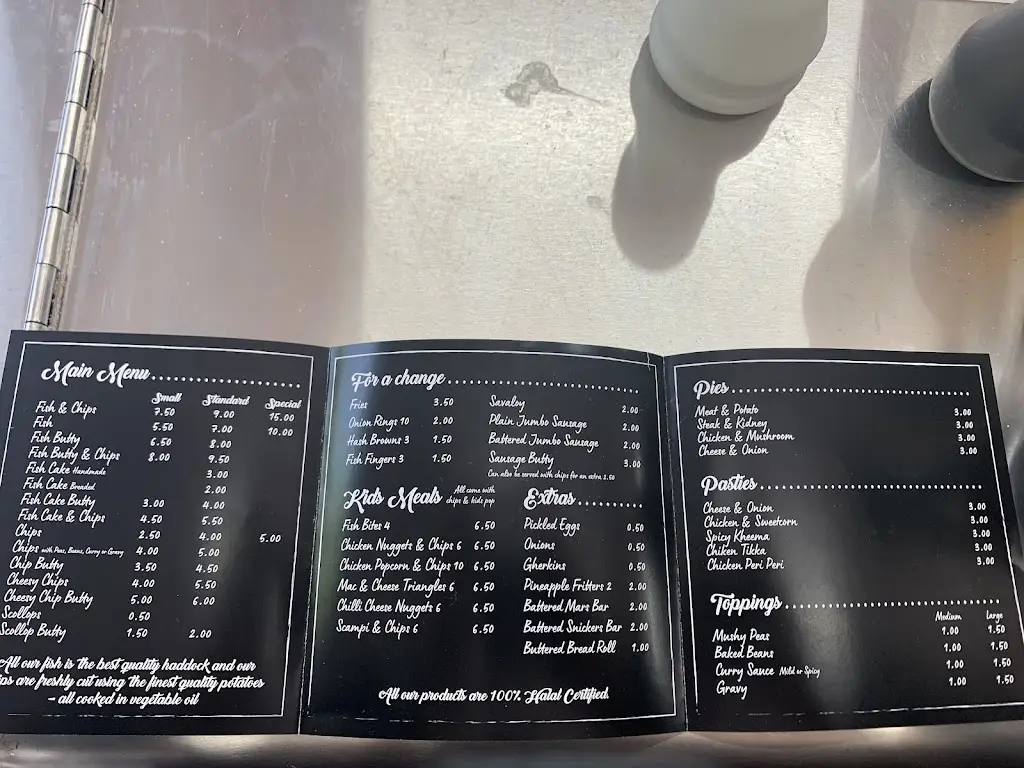 Main Menu
Small Standard Special
Fish & Chips 7.50 9.00 15.00
Fish 5.50 7.00 10.00
Fish Butty 6.50 8.00
Fish Butty & Chips 8.00 9.50
Fish Cake Handmade 3.00
Fish Cake Breaded 2.00
Fish Cake Butty 3.00 4.00
Fish Cake & Chips 4.50 5.50
Chips 2.50 4.00 5.00
Chips with Peas, Beans, Curry or Gravy 4.00 5.00
Chip Butty 3.50 4.50
Cheesy Chips 4.00 5.50
Cheesy Chip Butty 5.00 6.00
Scollops 0.50
Scollop Butty 1.50 2.00
All our fish is the best quality haddock and our
ips are freshly cut using the finest quality potatoes
– all cooked in vegetable oil
For a change
Fries 3.50
Onion Rings 10 2.00
Hash Browns 3 1.50
Fish Fingers 3 1.50
Savaloy 2.00
Plain Jumbo Sausage 2.00
Battered Jumbo Sausage 2.00
Sausage Butty 3.00
Can also be served with chips for an extra 2.50
Kids Meals All come with
chips & kids pop
Fish Bites 4 6.50
Chicken Nuggets & Chips 6 6.50
Chicken Popcorn & Chips 10 6.50
Mac & Cheese Triangles 6 6.50
Chilli Cheese Nuggets 6 6.50
Scampi & Chips 6 6.50
Extras
Pickled Eggs 0.50
Onions 0.50
Gherkins 0.50
Pineapple Fritters 2 2.00
Battered Mars Bar 2.00
Battered Snickers Bar 2.00
Buttered Bread Roll 1.00
All our products are 100% Halal Certified.
Pies
Meat & Potato 3.00
Steak & Kidney 3.00
Chicken & Mushroom 3.00
Cheese & Onion 3.00
Pasties
Cheese & Onion 3.00
Chicken & Sweetcorn 3.00
Spicy Kheema 3.00
Chiken Tikka 3.00
Chicken Peri Peri 3.00
Toppings
Medium Large
Mushy Peas 1.00 1.50
Baked Beans 1.00 1.50
Curry Sauce Mild or Spicy 1.00 1.50
Gravy 1.00 1.50